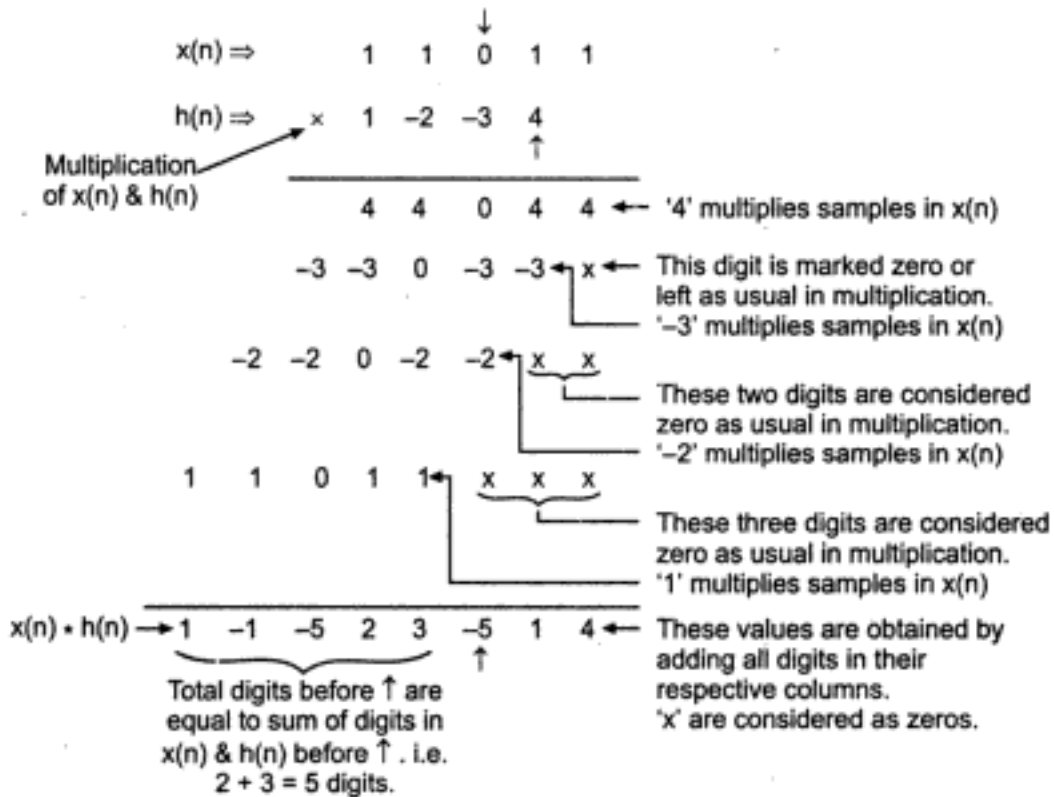 ↓
x(n) ⇒ 1 1 0 1 1
h(n) ⇒ × 1 –2 –3 4
↑
Multiplication
of x(n) & h(n)
4 4 0 4 4 ← '4' multiplies samples in x(n)
–3 –3 0 –3 –3 x ← This digit is marked zero or
left as usual in multiplication.
'–3' multiplies samples in x(n)
–2 –2 0 –2 –2 x x
These two digits are considered
zero as usual in multiplication.
'–2' multiplies samples in x(n)
1 1 0 1 1 x x x
These three digits are considered
zero as usual in multiplication.
'1' multiplies samples in x(n)
x(n) * h(n) → 1 –1 –5 2 3 –5 1 4 ← These values are obtained by
↑
adding all digits in their
respective columns.
'x' are considered as zeros.
Total digits before ↑ are
equal to sum of digits in
x(n) & h(n) before ↑ . i.e.
2 + 3 = 5 digits.